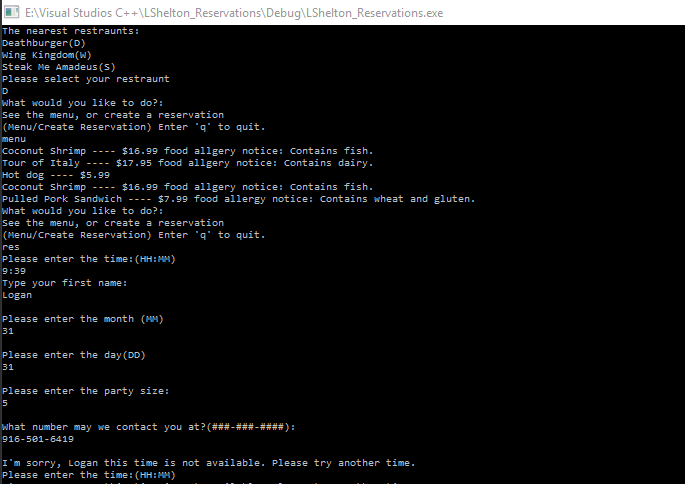 E:\Visual Studios C++\LShelton_Reservations\Debug\LShelton_Reservations.exe
The nearest restraunts:
Deathburger(D)
Wing Kingdom(W)
Steak Me Amadeus(S)
Please select your restraunt
D
What would you like to do?:
See the menu, or create a reservation
(Menu/Create Reservation) Enter 'q' to quit.
menu
Coconut Shrimp ---- $16.99 food allgery notice: Contains fish.
Tour of Italy ---- $17.95 food allgery notice: Contains dairy.
Hot dog ---- $5.99
Coconut Shrimp ---- $16.99 food allgery notice: Contains fish.
Pulled Pork Sandwich ---- $7.99 food allergy notice: Contains wheat and gluten.
What would you like to do?:
See the menu, or create a reservation
(Menu/Create Reservation) Enter 'q' to quit.
res
Please enter the time:(HH:MM)
9:39
Type your first name:
Logan
Please enter the month (MM)
31
Please enter the day(DD)
31
Please enter the party size:
5
What number may we contact you at?(###-###-####):
916-501-6419
I'm sorry, Logan this time is not available. Please try another time.
Please enter the time:(HH:MM)